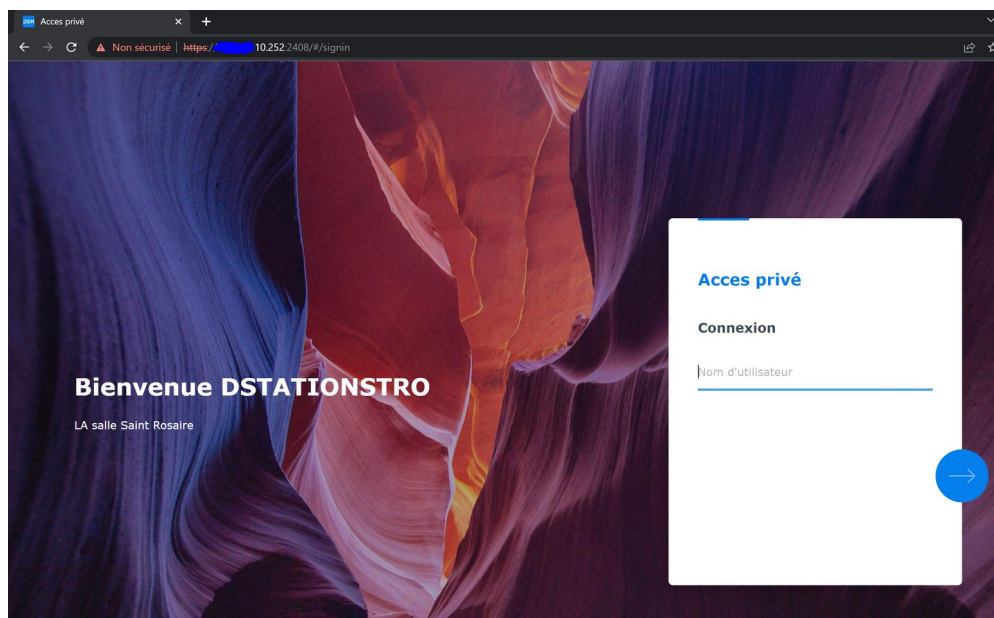 DSM Acces privé
Non sécurisé https:/ 10.252:2408/#/signin
Acces privé
Connexion
Nom d'utilisateur
Bienvenue DSTATIONSTRO
LA salle Saint Rosaire